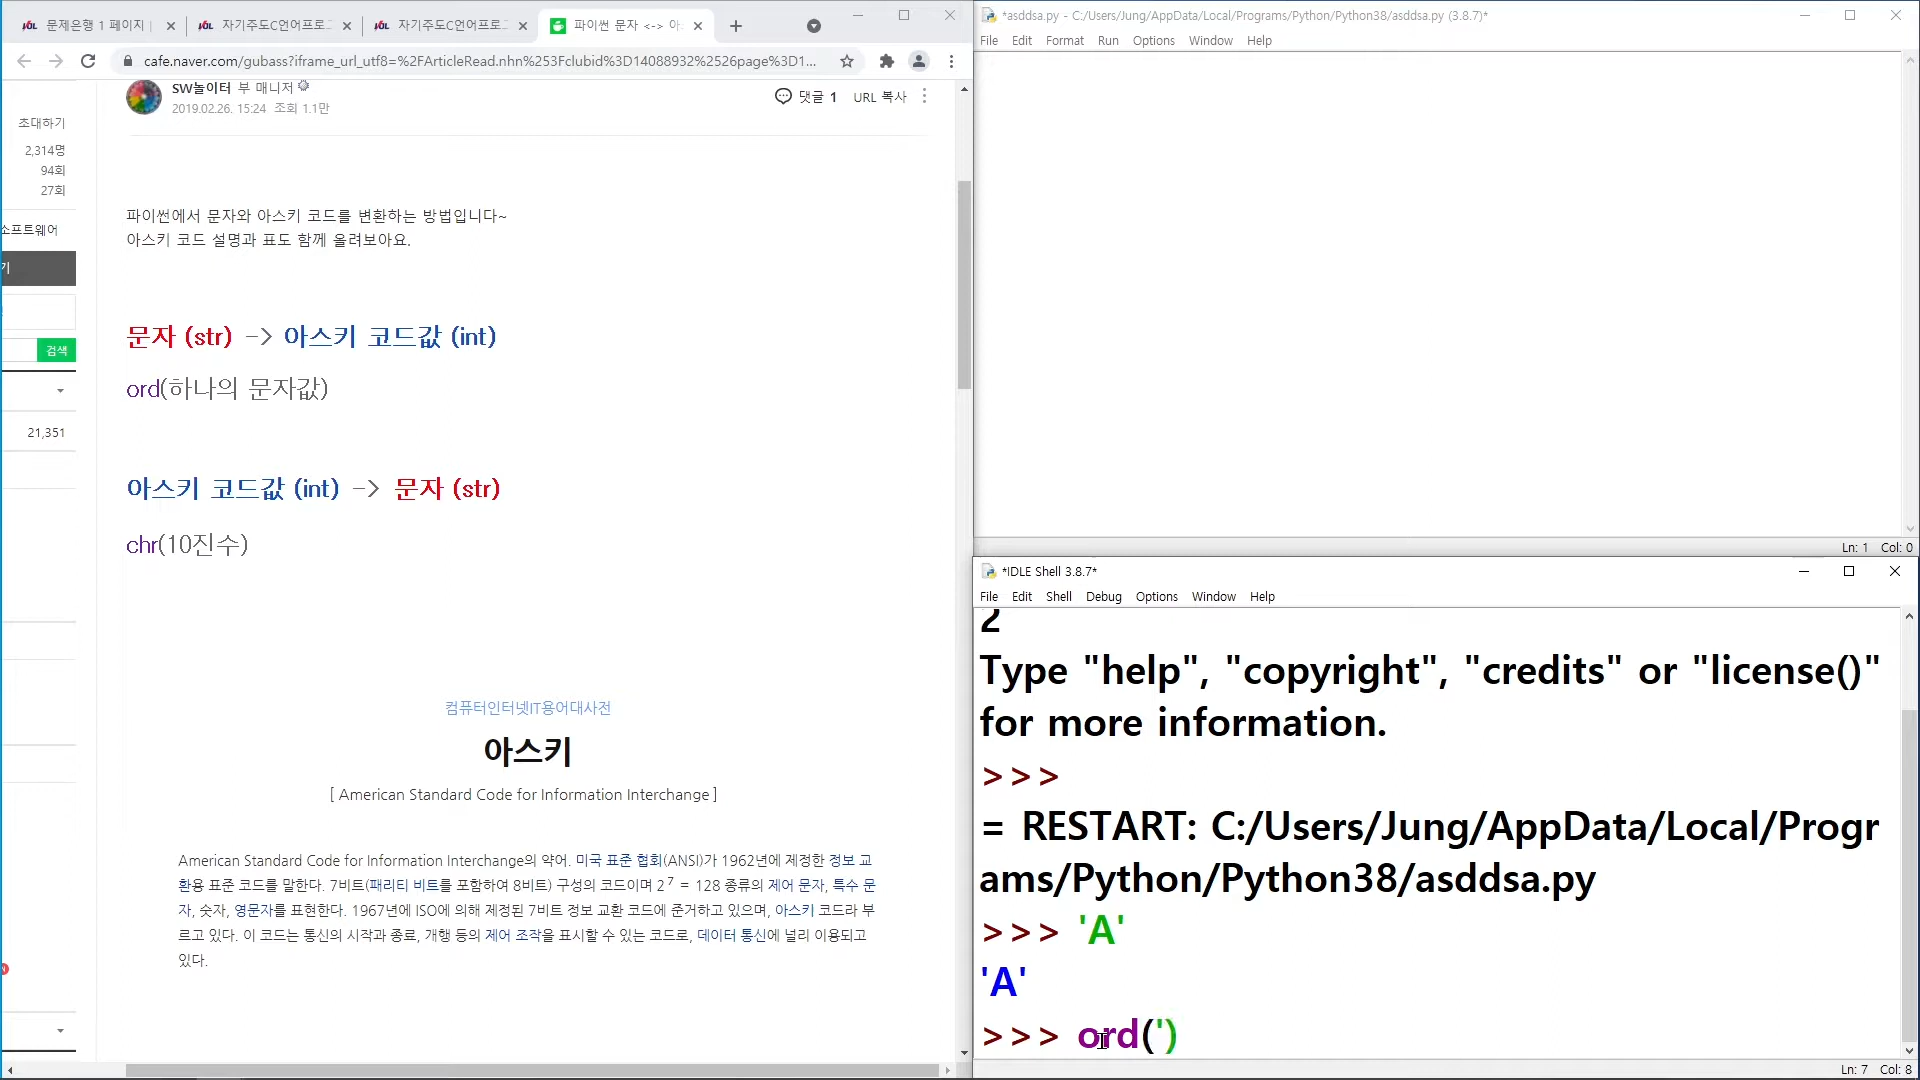 문제은행 1 페이지 |
자기주도C언어프로
자기주도C언어프로
파이썬 문자 <-> 아
cafe.naver.com/gubass?iframe_url_utf8=%2FArticleRead.nhn%253Fclubid%3D14088932%2526page%3D1...
초대하기
2,314명
94회
27회
소프트웨어
기
검색
21,351
SW놀이터 부 매니저
2019.02.26. 15:24 조회 1.1만
댓글 1 URL 복사
파이썬에서 문자와 아스키 코드를 변환하는 방법입니다~
아스키 코드 설명과 표도 함께 올려보아요.
문자 (str) -> 아스키 코드값 (int)
ord(하나의 문자값)
아스키 코드값 (int) -> 문자 (str)
chr(10진수)
컴퓨터인터넷IT용어대사전
아스키
[ American Standard Code for Information Interchange ]
American Standard Code for Information Interchange의 약어. 미국 표준 협회(ANSI)가 1962년에 제정한 정보 교
환용 표준 코드를 말한다. 7비트(패리티 비트를 포함하여 8비트) 구성의 코드이며 2⁷ = 128 종류의 제어 문자, 특수 문
자, 숫자, 영문자를 표현한다. 1967년에 ISO에 의해 제정된 7비트 정보 교환 코드에 준거하고 있으며, 아스키 코드라 부
르고 있다. 이 코드는 통신의 시작과 종료, 개행 등의 제어 조작을 표시할 수 있는 코드로, 데이터 통신에 널리 이용되고
있다.
*asddsa.py - C:/Users/Jung/AppData/Local/Programs/Python/Python38/asddsa.py (3.8.7)*
File Edit Format Run Options Window Help
Ln: 1 Col: 0
*IDLE Shell 3.8.7*
File Edit Shell Debug Options Window Help
2
Type "help", "copyright", "credits" or "license()"
for more information.
>>>
= RESTART: C:/Users/Jung/AppData/Local/Progr
ams/Python/Python38/asddsa.py
>>> 'A'
'A'
>>> ord(')
Ln: 7 Col: 8